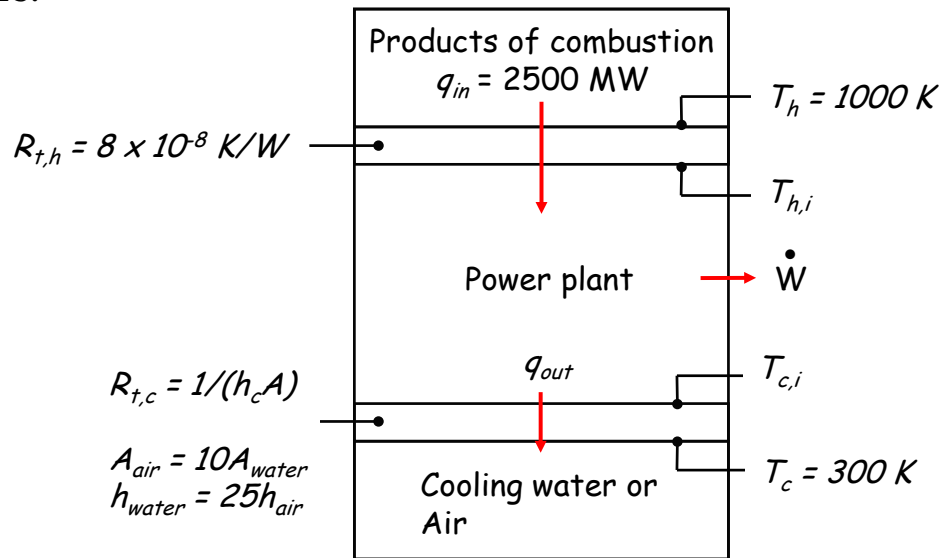 Products of combustion
q_in = 2500 MW
T_h = 1000 K
R_t,h = 8 x 10⁻⁸ K/W
T_h,i
Power plant
Ẇ
q_out
T_c,i
R_t,c = 1/(h_cA)
A_air = 10A_water
h_water = 25h_air
T_c = 300 K
Cooling water or
Air